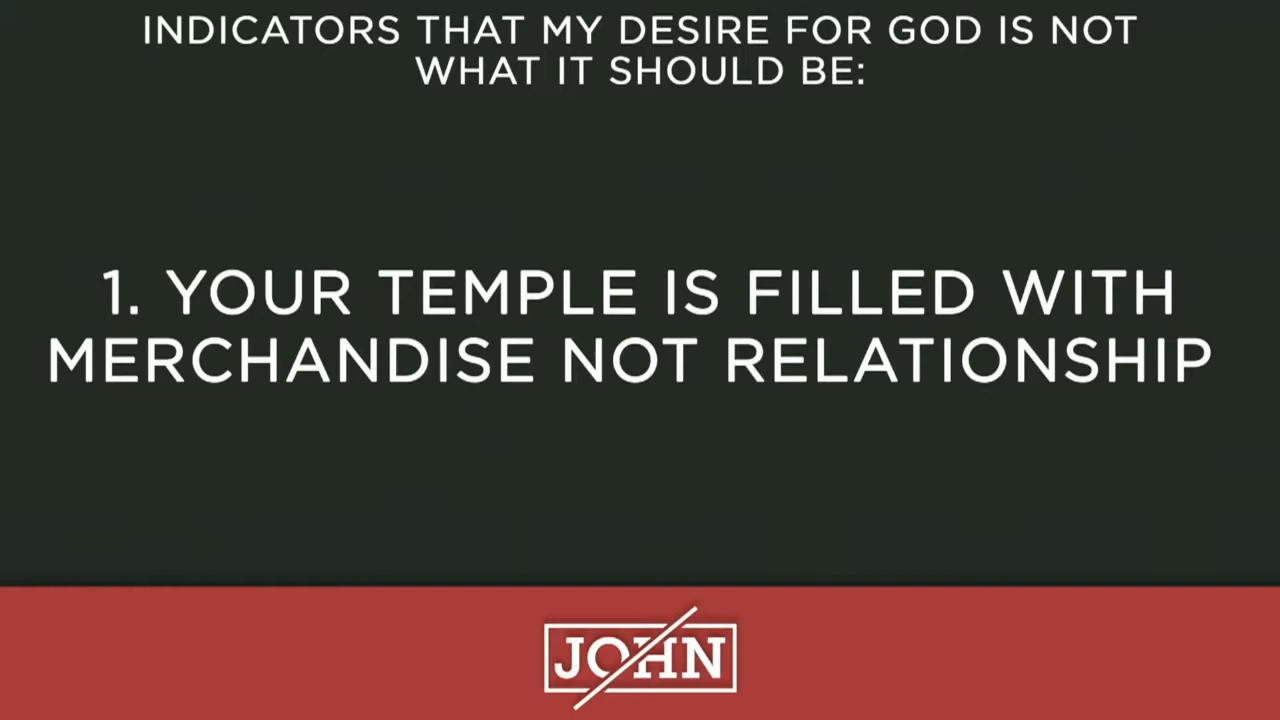 INDICATORS THAT MY DESIRE FOR GOD IS NOT
WHAT IT SHOULD BE:
1. YOUR TEMPLE IS FILLED WITH
MERCHANDISE NOT RELATIONSHIP
JOHN